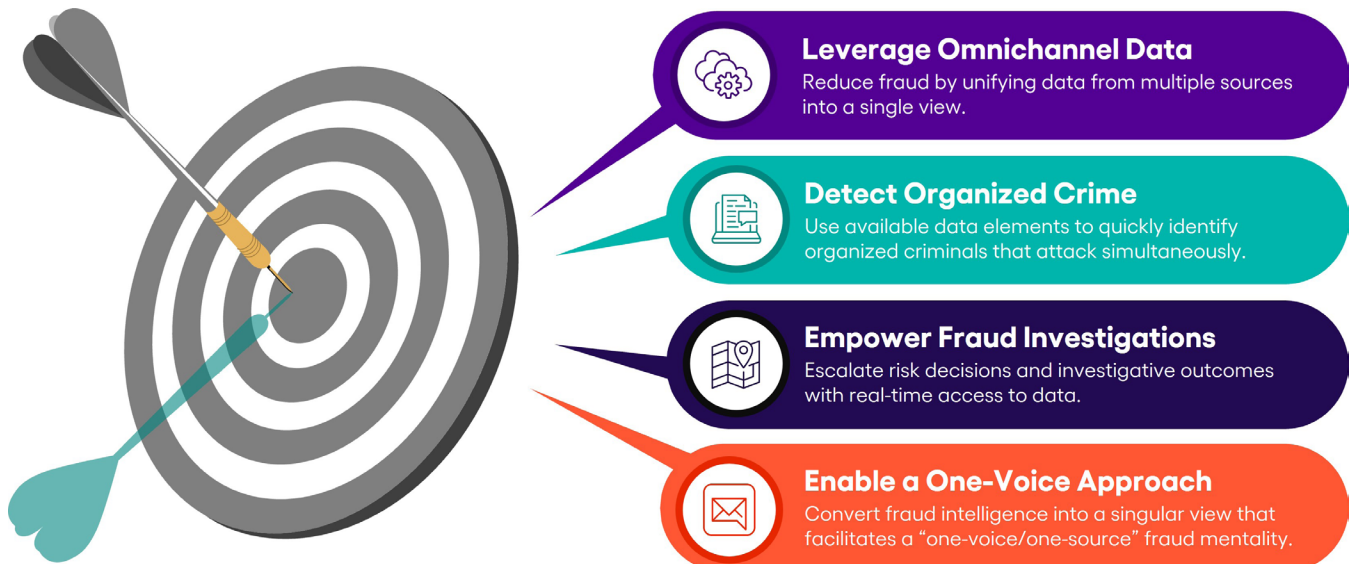 Leverage Omnichannel Data
Reduce fraud by unifying data from multiple sources
into a single view.
Detect Organized Crime
Use available data elements to quickly identify
organized criminals that attack simultaneously.
Empower Fraud Investigations
Escalate risk decisions and investigative outcomes
with real-time access to data.
Enable a One-Voice Approach
Convert fraud intelligence into a singular view that
facilitates a “one-voice/one-source” fraud mentality.